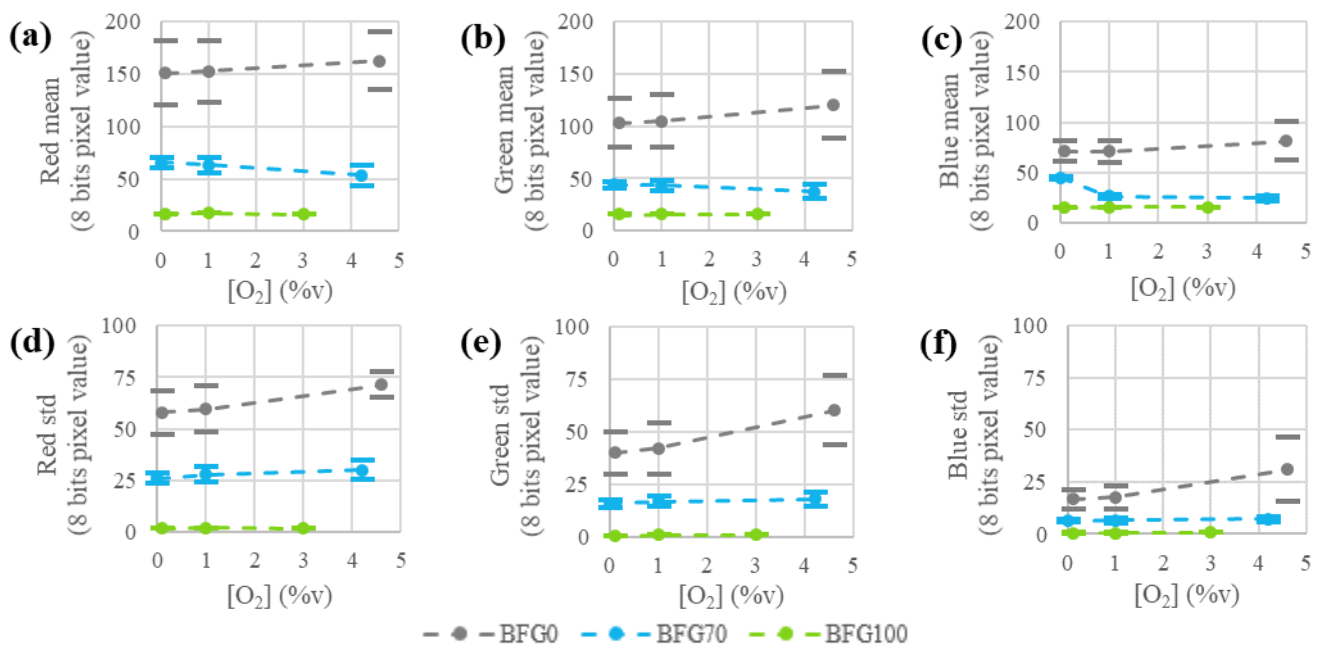 (a)
Red mean
(8 bits pixel value)
200
150
100
50
0
0 1 2 3 4 5
[O₂] (%v)
(b)
Green mean
(8 bits pixel value)
200
150
100
50
0
0 1 2 3 4 5
[O₂] (%v)
(c)
Blue mean
(8 bits pixel value)
200
150
100
50
0
0 1 2 3 4 5
[O₂] (%v)
(d)
Red std
(8 bits pixel value)
100
75
50
25
0
0 1 2 3 4 5
[O₂] (%v)
(e)
Green std
(8 bits pixel value)
100
75
50
25
0
0 1 2 3 4 5
[O₂] (%v)
(f)
Blue std
(8 bits pixel value)
100
75
50
25
0
0 1 2 3 4 5
[O₂] (%v)
BFG0 BFG70 BFG100